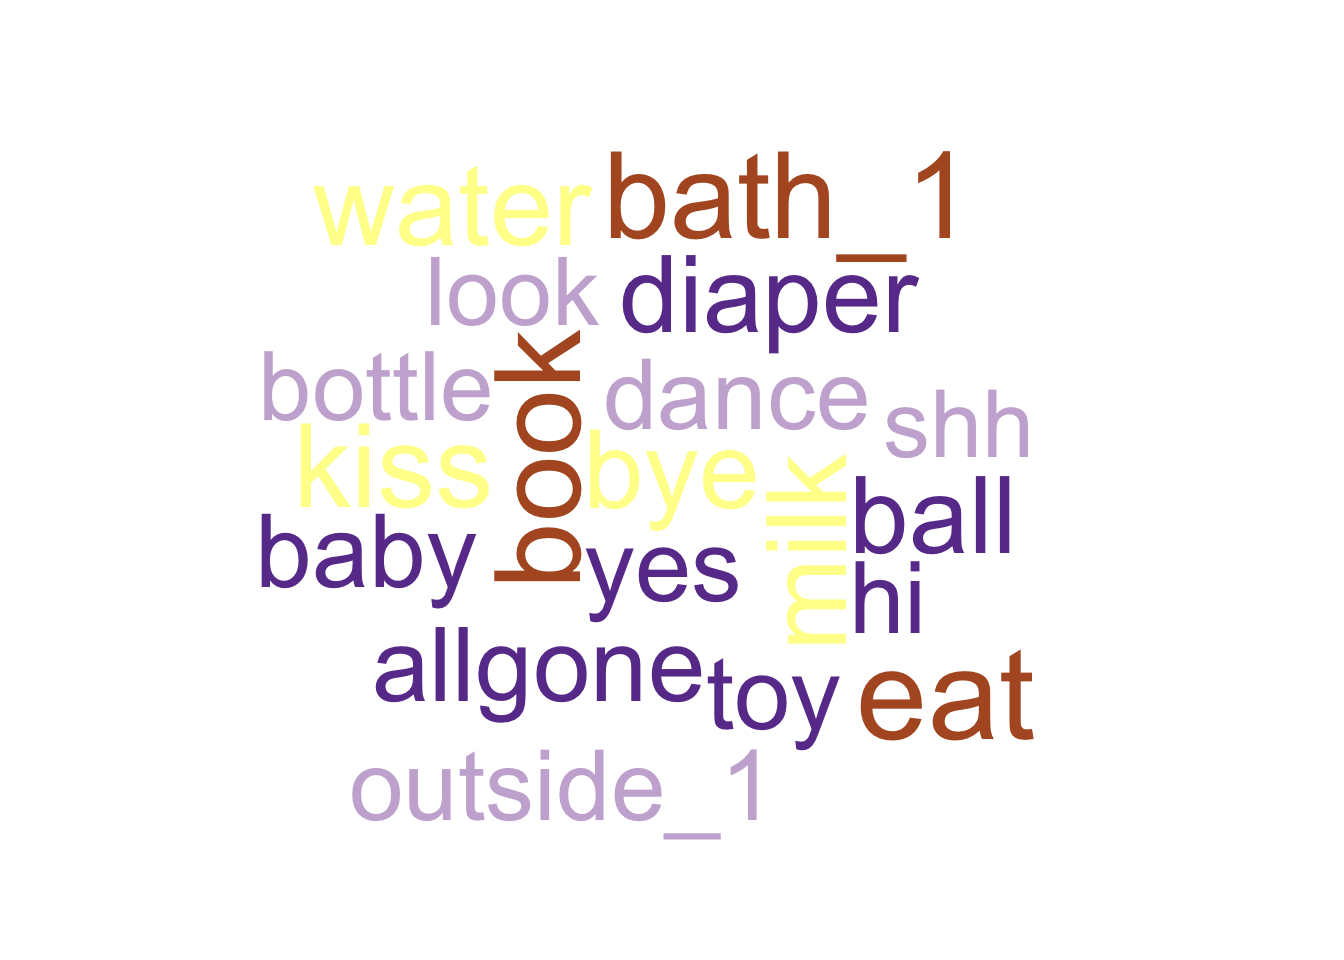 water bath_1
look diaper
bottle book dance shh
kiss bye milk ball
baby yes hi
allgone toy eat
outside_1